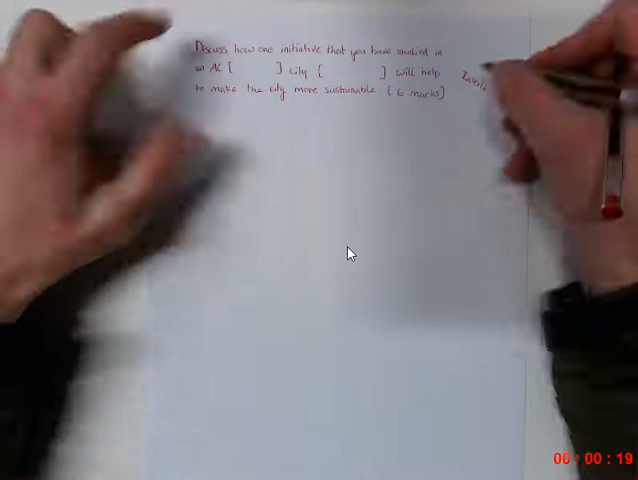 Discuss how one initiative that you have studied in
an AC [ ] city [ ] will help
to make the city more sustainable. [6 marks]
00:00:19